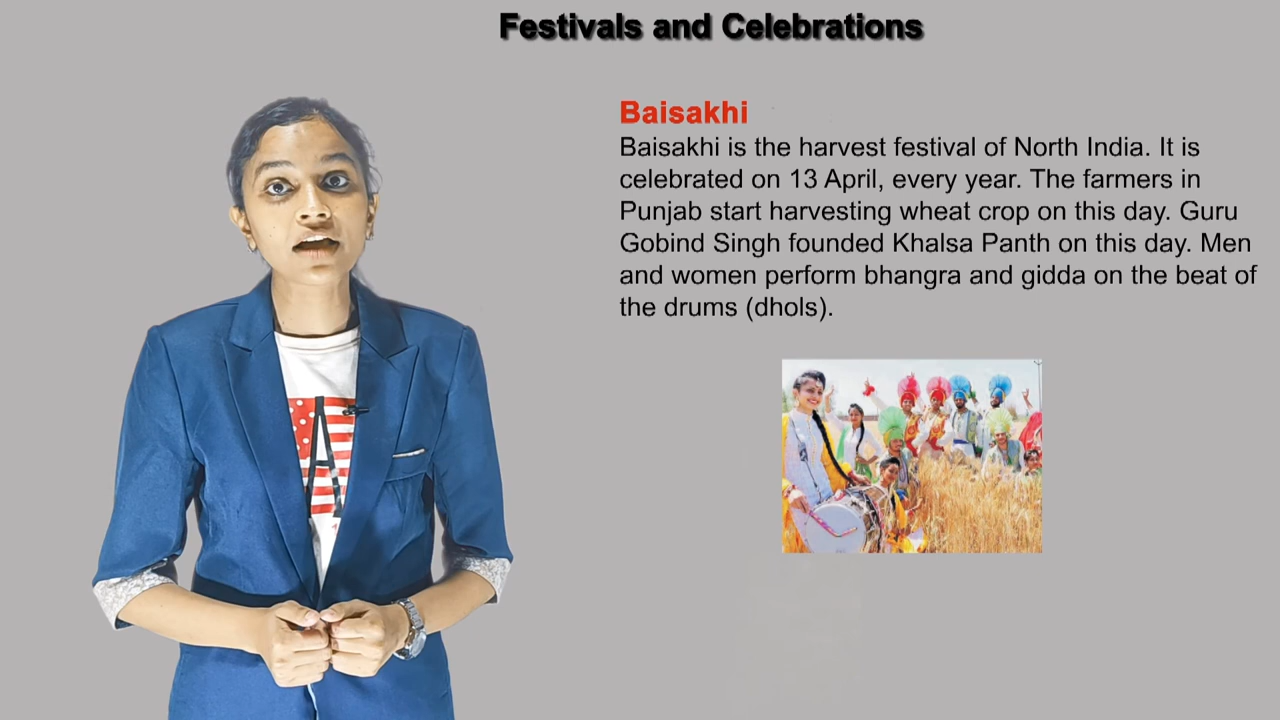 Festivals and Celebrations
Baisakhi
Baisakhi is the harvest festival of North India. It is
celebrated on 13 April, every year. The farmers in
Punjab start harvesting wheat crop on this day. Guru
Gobind Singh founded Khalsa Panth on this day. Men
and women perform bhangra and gidda on the beat of
the drums (dhols).
A